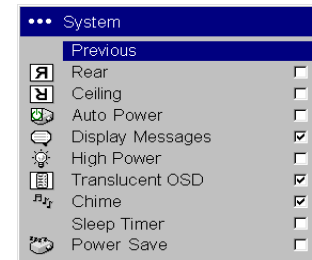 ••• System
Previous
Rear
Ceiling
Auto Power
Display Messages
High Power
Translucent OSD
Chime
Sleep Timer
Power Save